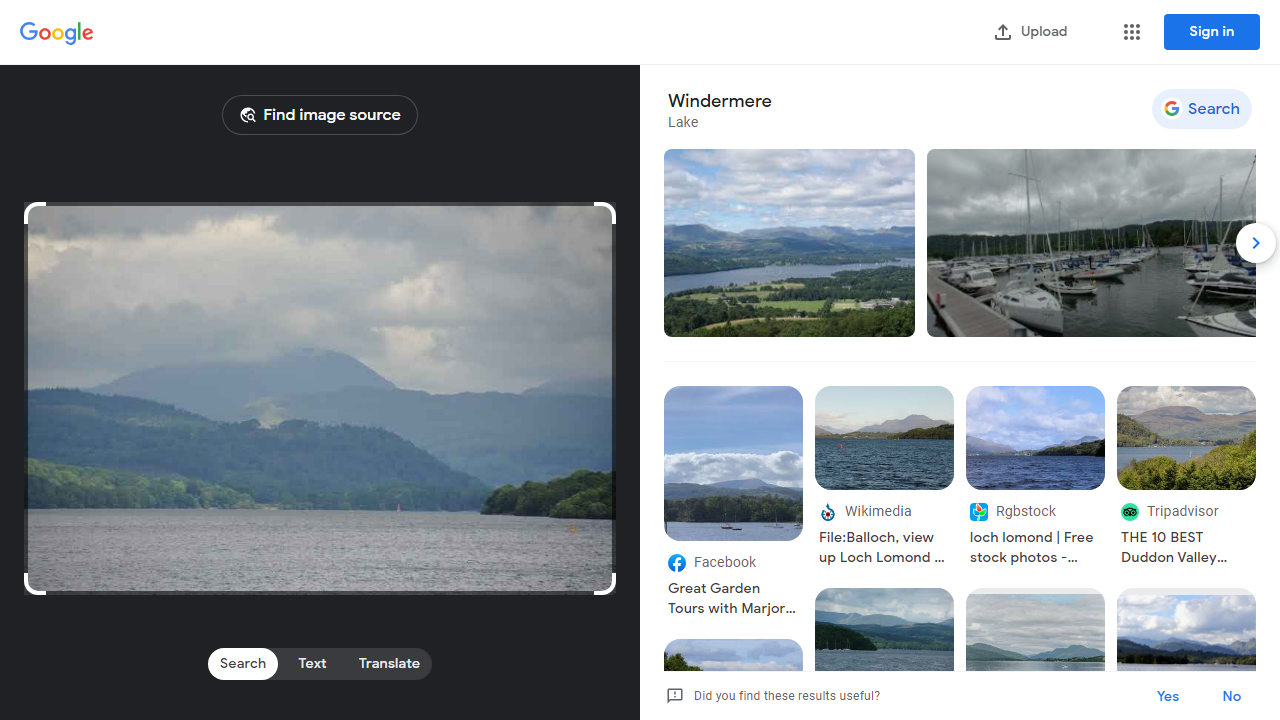 Google
Upload
Sign in
Find image source
Windermere
Lake
Search
Facebook
Great Garden
Tours with Marjor...
Wikimedia
File:Balloch, view
up Loch Lomond ...
Rgbstock
loch lomond | Free
stock photos -...
Tripadvisor
THE 10 BEST
Duddon Valley...
Search
Text
Translate
Did you find these results useful?
Yes
No